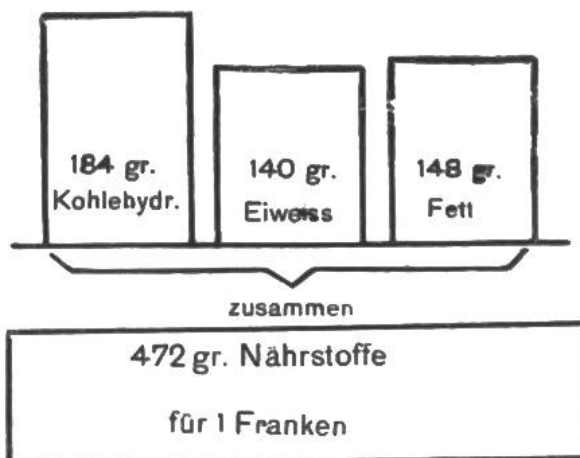 184 gr.
Kohlehydr.
140 gr.
Eiweiss
148 gr.
Fett
zusammen
472 gr. Nährstoffe
für 1 Franken